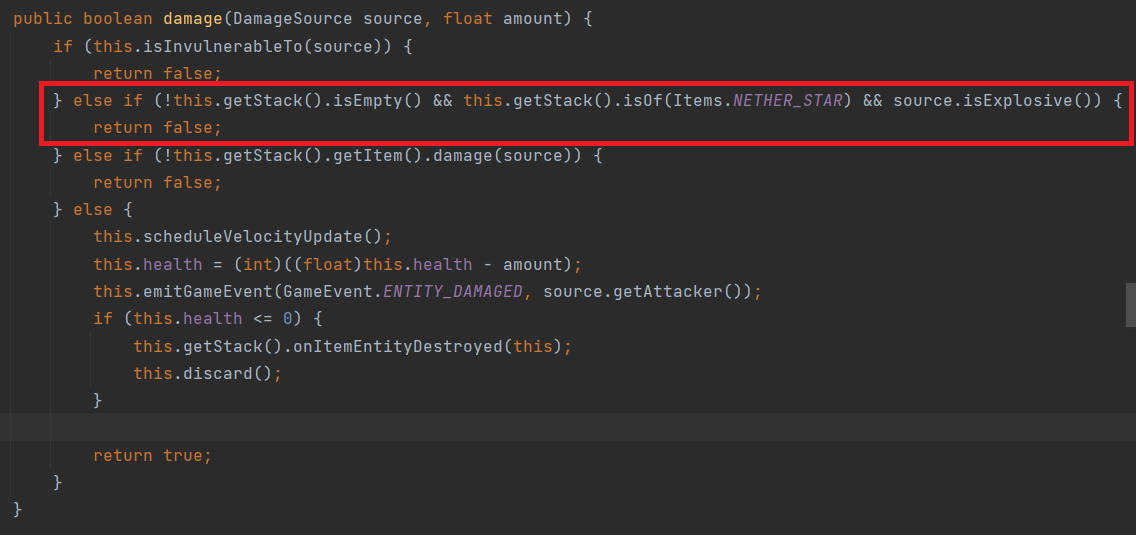 public boolean damage(DamageSource source, float amount) {
    if (this.isInvulnerableTo(source)) {
        return false;
    } else if (!this.getStack().isEmpty() && this.getStack().isOf(Items.NETHER_STAR) && source.isExplosive()) {
        return false;
    } else if (!this.getStack().getItem().damage(source)) {
        return false;
    } else {
        this.scheduleVelocityUpdate();
        this.health = (int)((float)this.health - amount);
        this.emitGameEvent(GameEvent.ENTITY_DAMAGED, source.getAttacker());
        if (this.health <= 0) {
            this.getStack().onItemEntityDestroyed(this);
            this.discard();
        }

        return true;
    }
}